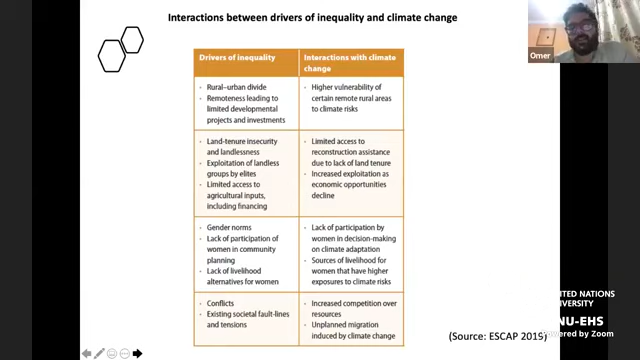 Interactions between drivers of inequality and climate change
Omer
Drivers of inequality
Interactions with climate
change
Rural–urban divide
Remoteness leading to
limited developmental
projects and investments
Higher vulnerability of
certain remote rural areas
to climate risks
Land-tenure insecurity
and landlessness
Exploitation of landless
groups by elites
Limited access to
agricultural inputs,
including financing
Limited access to
reconstruction assistance
due to lack of land tenure
Increased exploitation as
economic opportunities
decline
Gender norms
Lack of participation of
women in community
planning
Lack of livelihood
alternatives for women
Lack of participation by
women in decision-making
on climate adaptation
Sources of livelihood for
women that have higher
exposures to climate risks
Conflicts
Existing societal fault-lines
and tensions
Increased competition over
resources
Unplanned migration
induced by climate change
(Source: ESCAP 2015)
UNITED NATIONS
UNIVERSITY
UNU-EHS
Powered by Zoom